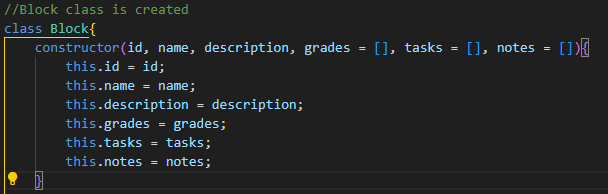 //Block class is created
class Block{
    constructor(id, name, description, grades = [], tasks = [], notes = []){
        this.id = id;
        this.name = name;
        this.description = description;
        this.grades = grades;
        this.tasks = tasks;
        this.notes = notes;
    }